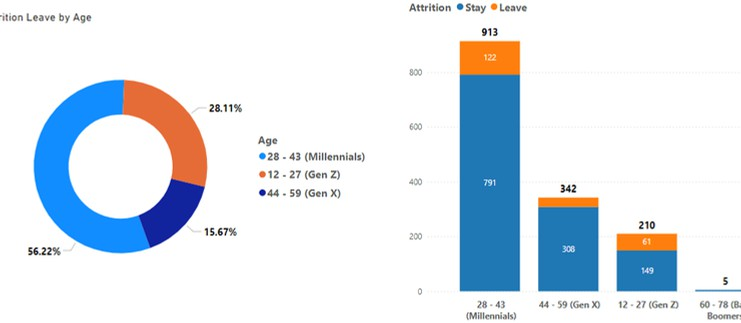 rition Leave by Age
28.11%
15.67%
56.22%
Age
28 - 43 (Millennials)
12 - 27 (Gen Z)
44 - 59 (Gen X)
Attrition Stay Leave
913
122
791
342
308
210
61
149
5
800
600
400
200
0
28 - 43
(Millennials)
44 - 59 (Gen X)
12 - 27 (Gen Z)
60 - 78 (Ba
Boomers